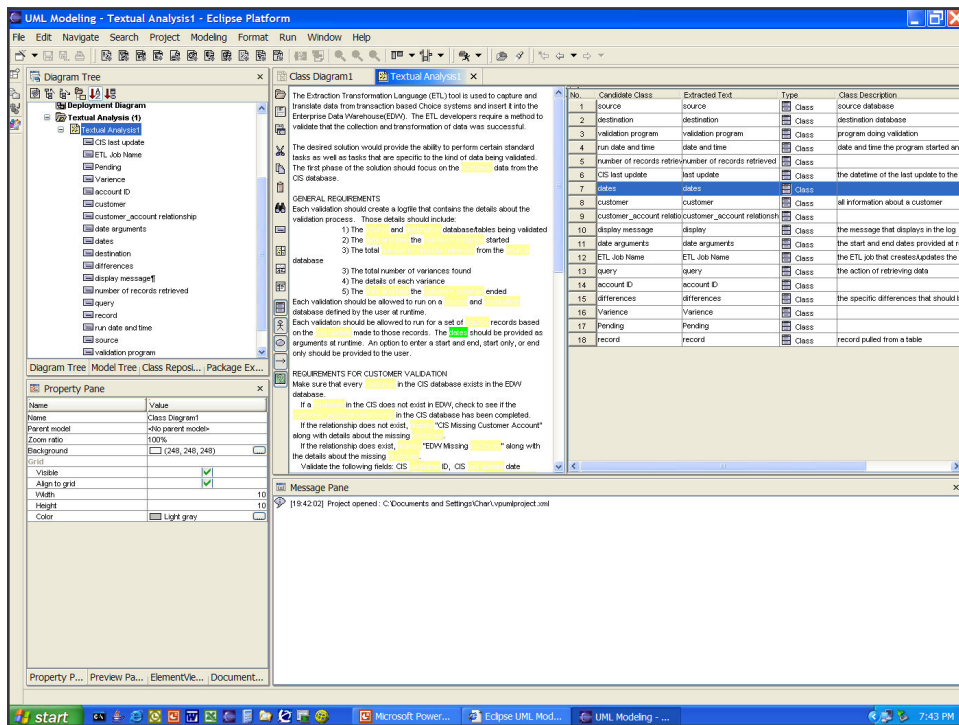 UML Modeling - Textual Analysis1 - Eclipse Platform
File Edit Navigate Search Project Modeling Format Run Window Help
Diagram Tree
Deployment Diagram
Textual Analysis (1)
Textual Analysis1
CIS last update
ETL Job Name
Pending
Varience
account ID
customer
customer_account relationship
date arguments
dates
destination
differences
display message¶
number of records retrieved
query
record
run date and time
source
validation program
Diagram Tree Model Tree Class Reposi... Package Ex...
Property Pane
Name Value
Name Class Diagram1
Parent model <No parent model>
Zoom ratio 100%
Background (248, 248, 248)
Grid
Visible
Align to grid
Width 10
Height 10
Color Light gray
Property P... Preview Pa... ElementVie... Document...
Class Diagram1 Textual Analysis1
The Extraction Transformation Language (ETL) tool is used to capture and
translate data from transaction based Choice systems and insert it into the
Enterprise Data Warehouse(EDW). The ETL developers require a method to
validate that the collection and transformation of data was successful.
The desired solution would provide the ability to perform certain standard
tasks as well as tasks that are specific to the kind of data being validated.
The first phase of the solution should focus on the data from the
CIS database.
GENERAL REQUIREMENTS
Each validation should create a logfile that contains the details about the
validation process. Those details should include:
1) The and database/tables being validated
2) The the started
3) The total from the
database
3) The total number of variances found
4) The details of each variance
5) The the ended
Each validation should be allowed to run on a and
database defined by the user at runtime.
Each validation should be allowed to run for a set of records based
on the made to those records. The dates should be provided as
arguments at runtime. An option to enter a start and end, start only, or end
only should be provided to the user.
REQUIREMENTS FOR CUSTOMER VALIDATION
Make sure that every in the CIS database exists in the EDW
database.
If a in the CIS does not exist in EDW, check to see if the
in the CIS database has been completed.
If the relationship does not exist, "CIS Missing Customer Account"
along with details about the missing .
If the relationship does exist, "EDW Missing " along with
the details about the missing .
Validate the following fields: CIS ID, CIS date
No. Candidate Class Extracted Text Type Class Description
1 source source Class source database
2 destination destination Class destination database
3 validation program validation program Class program doing validation
4 run date and time date and time Class date and time the program started an
5 number of records retriev number of records retrieved Class
6 CIS last update last update Class the datetime of the last update to the
7 dates dates Class
8 customer customer Class all information about a customer
9 customer_account relatio customer_account relationsh Class
10 display message display Class the message that displays in the log
11 date arguments date arguments Class the start and end dates provided at r
12 ETL Job Name ETL Job Name Class the ETL job that creates/updates the
13 query query Class the action of retrieving data
14 account ID account ID Class
15 differences differences Class the specific differences that should b
16 Varience Varience Class
17 Pending Pending Class
18 record record Class record pulled from a table
Message Pane
[19:42:02] Project opened : C:\Documents and Settings\Char\vpumlproject.xml
start Microsoft Power... Eclipse UML Mod... UML Modeling - ... 7:43 PM